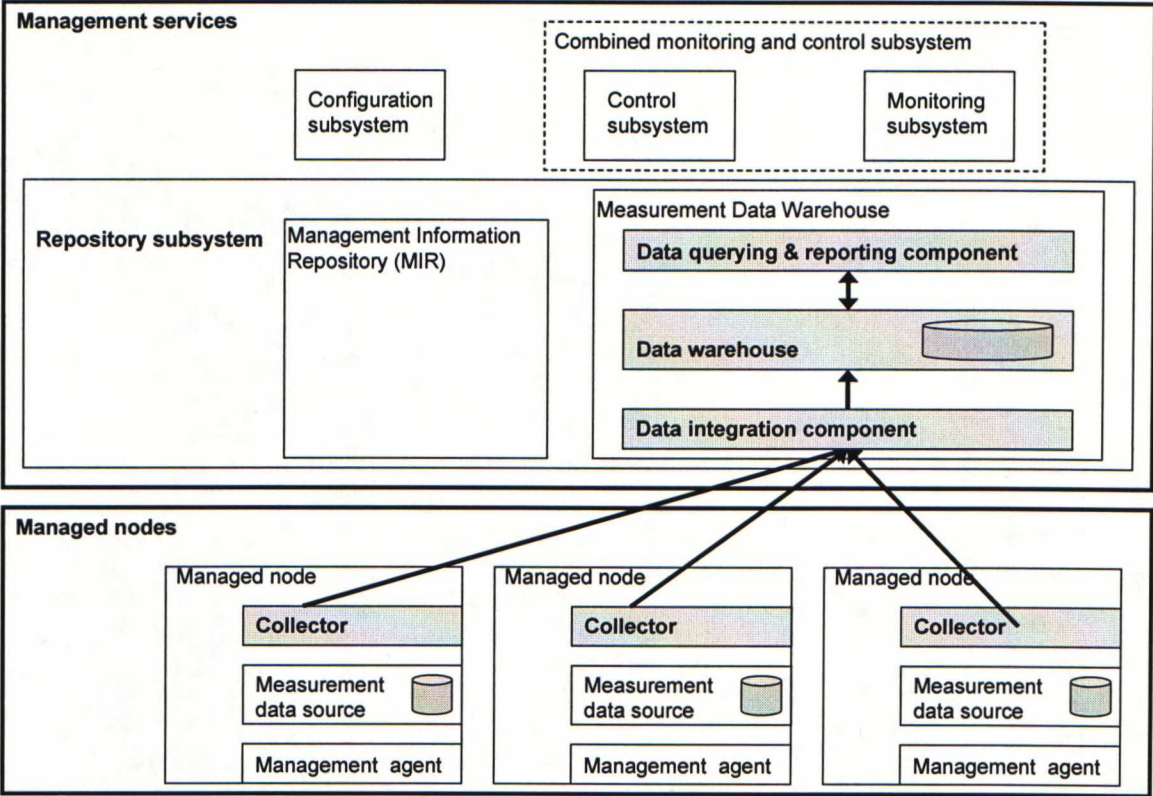 Management services
Combined monitoring and control subsystem
Configuration
subsystem
Control
subsystem
Monitoring
subsystem
Repository subsystem
Management Information
Repository (MIR)
Measurement Data Warehouse
Data querying & reporting component
Data warehouse
Data integration component
Managed nodes
Managed node
Collector
Measurement
data source
Management agent
Managed node
Collector
Measurement
data source
Management agent
Managed node
Collector
Measurement
data source
Management agent